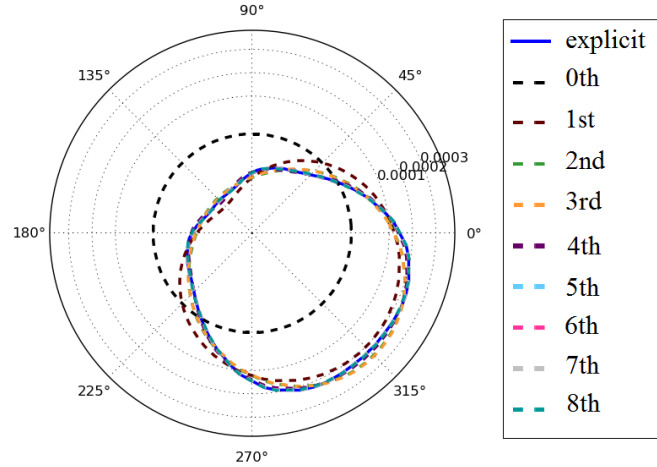 90°
45°
135°
0.0003
0.0002
0.0001
180°
0°
225°
315°
270°
explicit
0th
1st
2nd
3rd
4th
5th
6th
7th
8th